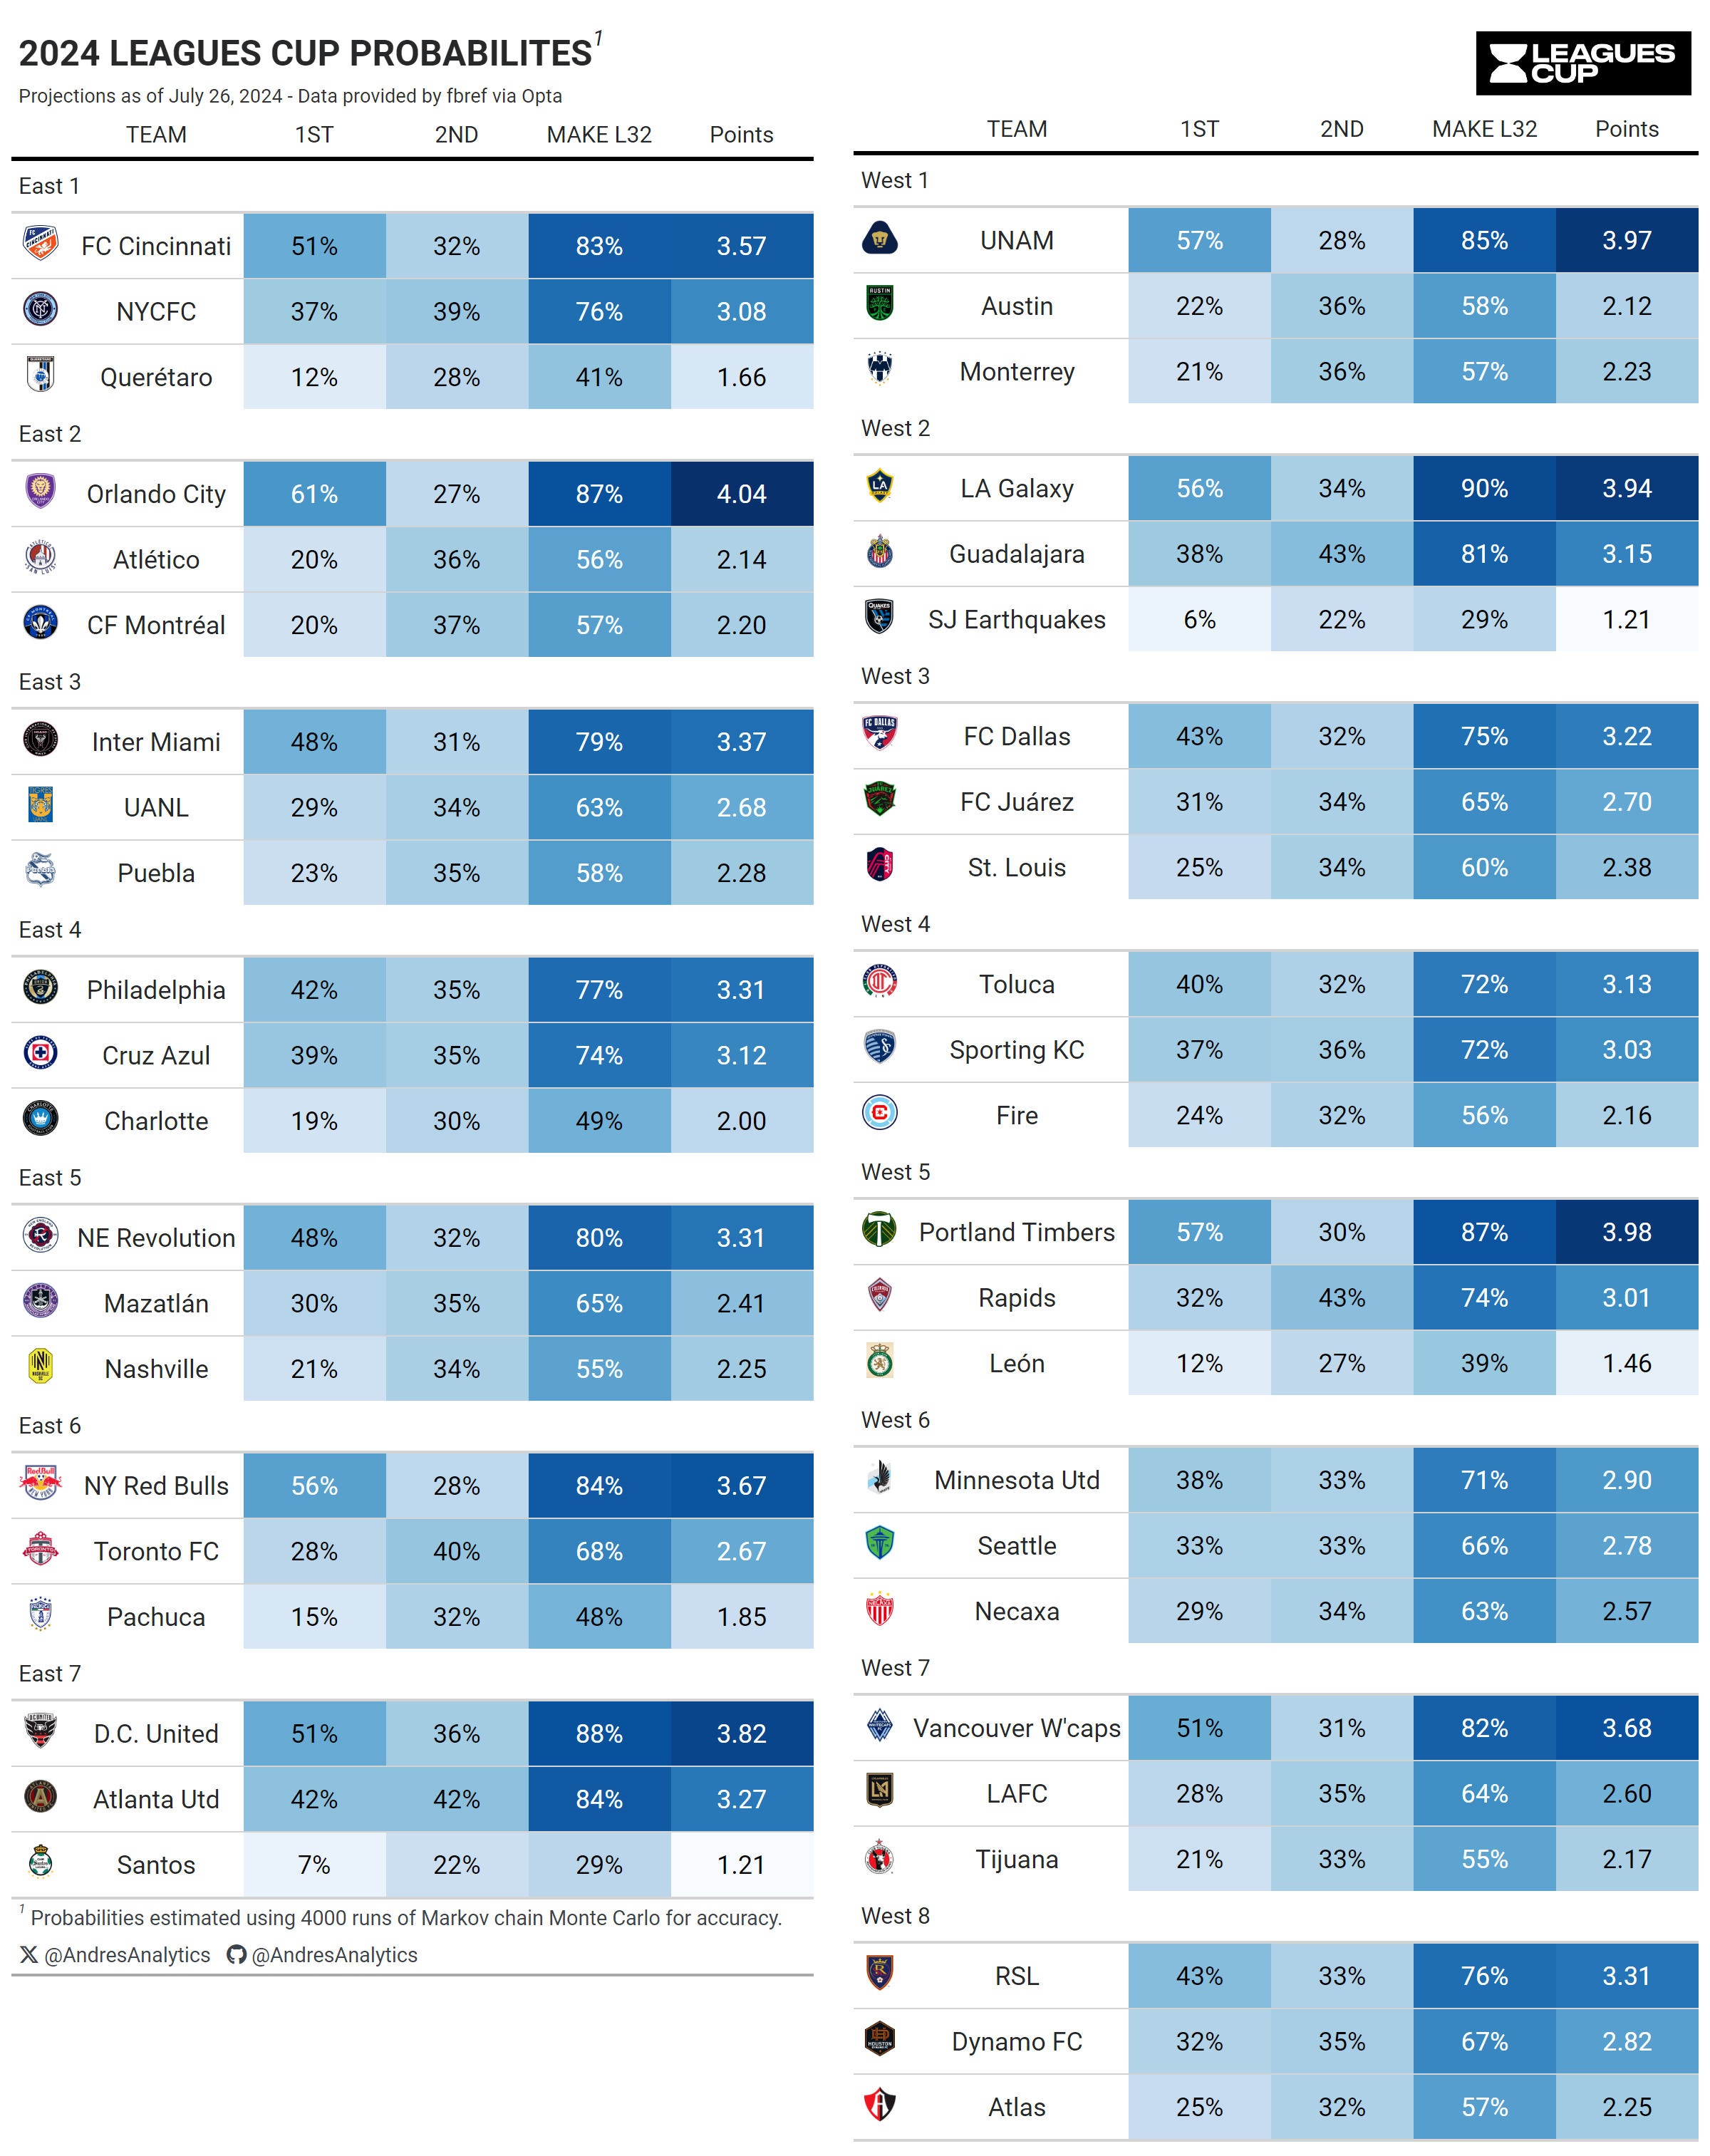 2024 LEAGUES CUP PROBABILITES1
Projections as of July 26, 2024 - Data provided by fbref via Opta
TEAM 1ST 2ND MAKE L32 Points
East 1
FC Cincinnati 51% 32% 83% 3.57
NYCFC 37% 39% 76% 3.08
Querétaro 12% 28% 41% 1.66
East 2
Orlando City 61% 27% 87% 4.04
Atlético 20% 36% 56% 2.14
CF Montréal 20% 37% 57% 2.20
East 3
Inter Miami 48% 31% 79% 3.37
UANL 29% 34% 63% 2.68
Puebla 23% 35% 58% 2.28
East 4
Philadelphia 42% 35% 77% 3.31
Cruz Azul 39% 35% 74% 3.12
Charlotte 19% 30% 49% 2.00
East 5
NE Revolution 48% 32% 80% 3.31
Mazatlán 30% 35% 65% 2.41
Nashville 21% 34% 55% 2.25
East 6
NY Red Bulls 56% 28% 84% 3.67
Toronto FC 28% 40% 68% 2.67
Pachuca 15% 32% 48% 1.85
East 7
D.C. United 51% 36% 88% 3.82
Atlanta Utd 42% 42% 84% 3.27
Santos 7% 22% 29% 1.21
1 Probabilities estimated using 4000 runs of Markov chain Monte Carlo for accuracy.
@AndresAnalytics @AndresAnalytics
LEAGUES
CUP
TEAM 1ST 2ND MAKE L32 Points
West 1
UNAM 57% 28% 85% 3.97
Austin 22% 36% 58% 2.12
Monterrey 21% 36% 57% 2.23
West 2
LA Galaxy 56% 34% 90% 3.94
Guadalajara 38% 43% 81% 3.15
SJ Earthquakes 6% 22% 29% 1.21
West 3
FC Dallas 43% 32% 75% 3.22
FC Juárez 31% 34% 65% 2.70
St. Louis 25% 34% 60% 2.38
West 4
Toluca 40% 32% 72% 3.13
Sporting KC 37% 36% 72% 3.03
Fire 24% 32% 56% 2.16
West 5
Portland Timbers 57% 30% 87% 3.98
Rapids 32% 43% 74% 3.01
León 12% 27% 39% 1.46
West 6
Minnesota Utd 38% 33% 71% 2.90
Seattle 33% 33% 66% 2.78
Necaxa 29% 34% 63% 2.57
West 7
Vancouver W'caps 51% 31% 82% 3.68
LAFC 28% 35% 64% 2.60
Tijuana 21% 33% 55% 2.17
West 8
RSL 43% 33% 76% 3.31
Dynamo FC 32% 35% 67% 2.82
Atlas 25% 32% 57% 2.25